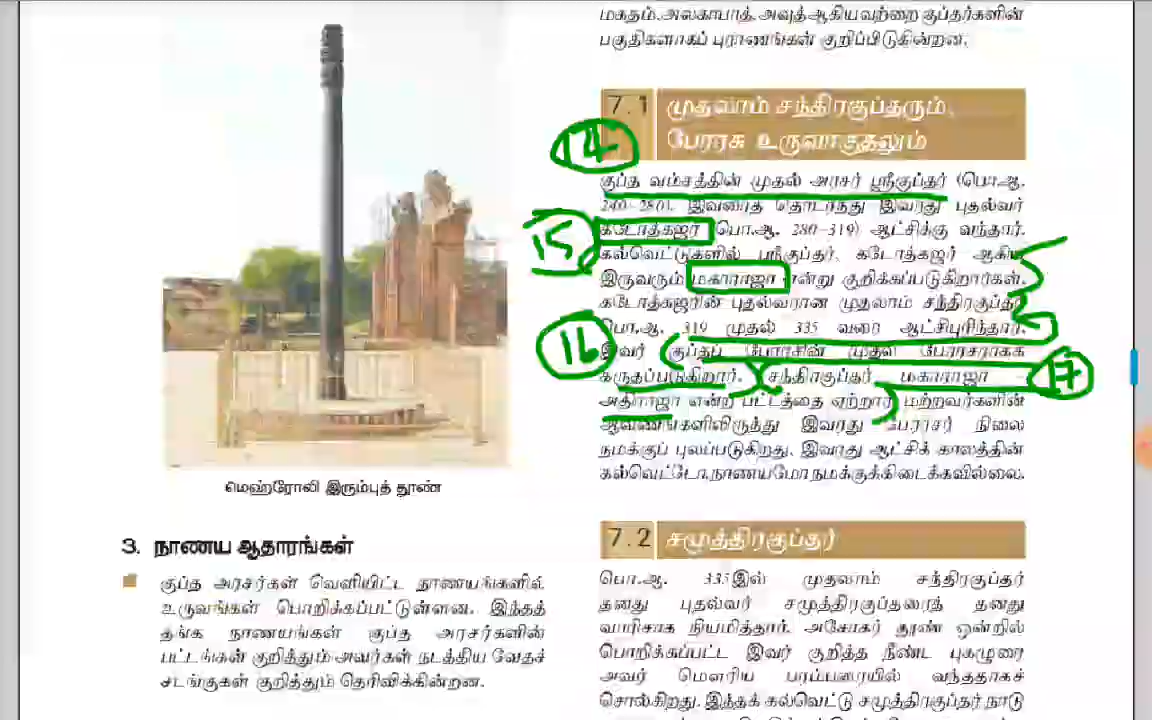 மெஹ்ரோலி இரும்புத் தூண்
3. நாணய ஆதாரங்கள்
குப்த அரசர்கள் வெளியிட்ட நாணயங்களில்
உருவங்கள் பொறிக்கப்பட்டுள்ளன. இந்தத்
தங்க நாணயங்கள் குப்த அரசர்களின்
பட்டங்கள் குறித்தும் அவர்கள் நடத்திய வேதச்
சடங்குகள் குறித்தும் தெரிவிக்கின்றன.
மகதம், அலகாபாத், அவுத் ஆகியவற்றை குப்தர்களின்
பகுதிகளாகப் புராணங்கள் குறிப்பிடுகின்றன.
7.1 முதலாம் சந்திரகுப்தரும்,
பேரரசு உருவாகுதலும்
14
குப்த வம்சத்தின் முதல் அரசர் ஸ்ரீகுப்தர் (பொ.ஆ.
240–280). இவரைத் தொடர்ந்து இவரது புதல்வர்
15
கடோத்கஜர் பொ.ஆ. 280–319) ஆட்சிக்கு வந்தார்.
கல்வெட்டுகளில் ஸ்ரீகுப்தர், கடோத்கஜர் ஆகிய
இருவரும் மகாராஜா என்று குறிக்கப்படுகிறார்கள்.
கடோத்கஜரின் புதல்வரான முதலாம் சந்திரகுப்தர்
பொ.ஆ. 319 முதல் 335 வரை ஆட்சிபுரிந்தார்.
16
இவர் குப்தப் பேரரசின் முதல் பேரரசராகக்
கருதப்படுகிறார். சந்திரகுப்தர் மகாராஜா
17
அதிராஜா என்ற பட்டத்தை ஏற்றார் மற்றவர்களின்
ஆவணங்களிலிருந்து இவரது பேரரசர் நிலை
நமக்குப் புலப்படுகிறது. இவரது ஆட்சிக் காலத்தின்
கல்வெட்டோ, நாணயமோ நமக்குக் கிடைக்கவில்லை.
7.2 சமுத்திரகுப்தர்
பொ.ஆ. 335இல் முதலாம் சந்திரகுப்தர்
தனது புதல்வர் சமுத்திரகுப்தரைத் தனது
வாரிசாக நியமித்தார். அசோகர் தூண் ஒன்றில்
பொறிக்கப்பட்ட இவர் குறித்த நீண்ட புகழுரை
அவர் மௌரிய பரம்பரையில் வந்ததாகச்
சொல்கிறது. இந்தக் கல்வெட்டு சமுத்திரகுப்தர் நாடு